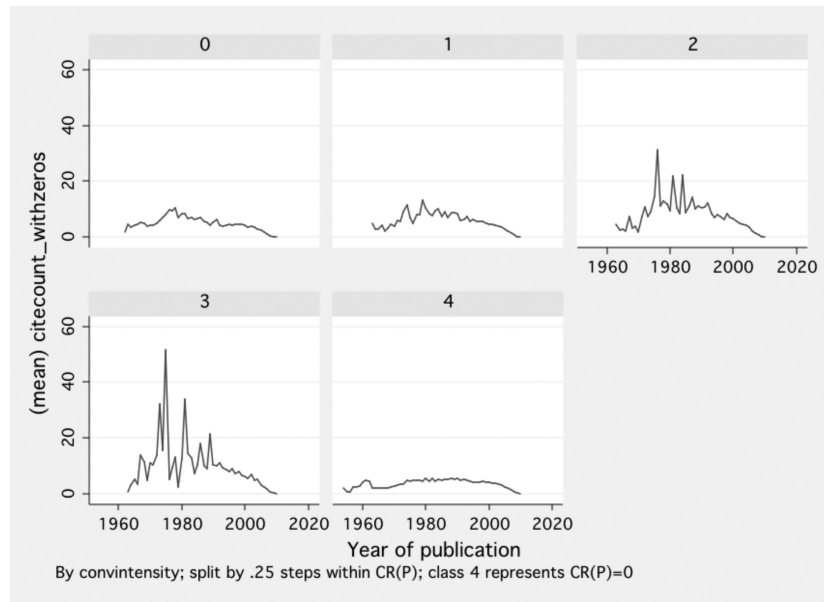 0 1 2
60
40
20
0
(mean) citecount_withzeros
1960 1980 2000 2020
3 4
60
40
20
0
1960 1980 2000 2020 1960 1980 2000 2020
Year of publication
By convintensity; split by .25 steps within CR(P); class 4 represents CR(P)=0